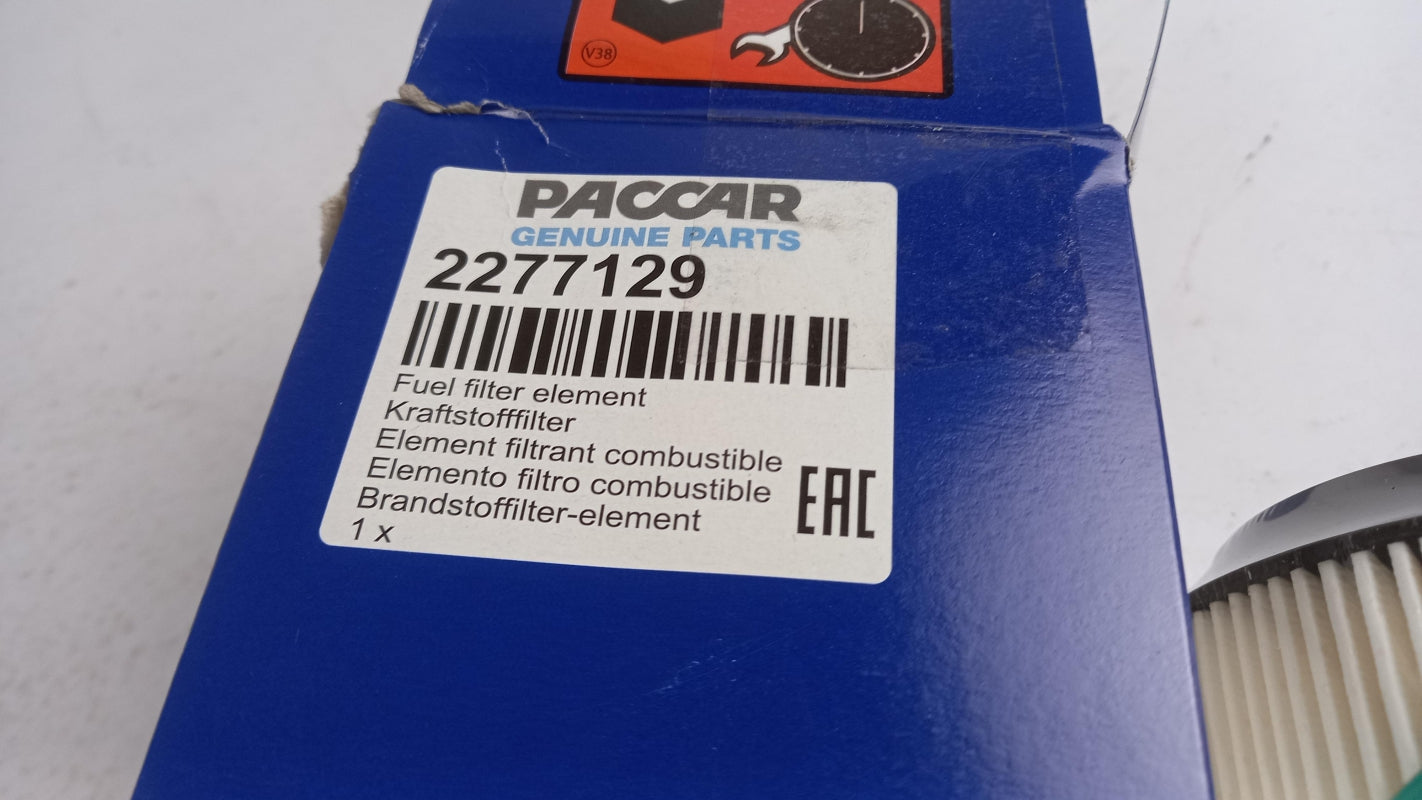 V38
PACCAR
GENUINE PARTS
2277129
Fuel filter element
Kraftstofffilter
Element filtrant combustible
Elemento filtro combustible
Brandstoffilter-element
1 x
EAC